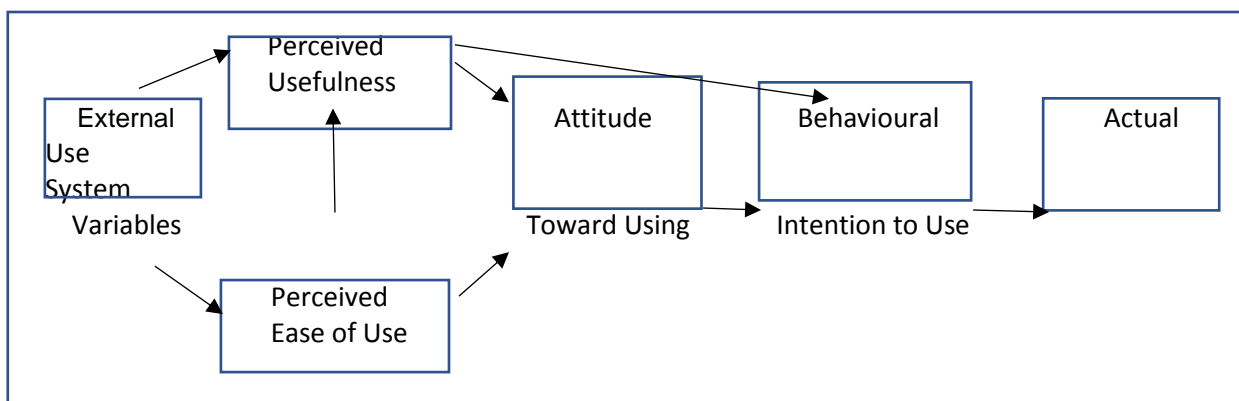 Perceived
Usefulness
External
Use
System
Variables
Attitude
Toward Using
Behavioural
Intention to Use
Actual
Perceived
Ease of Use